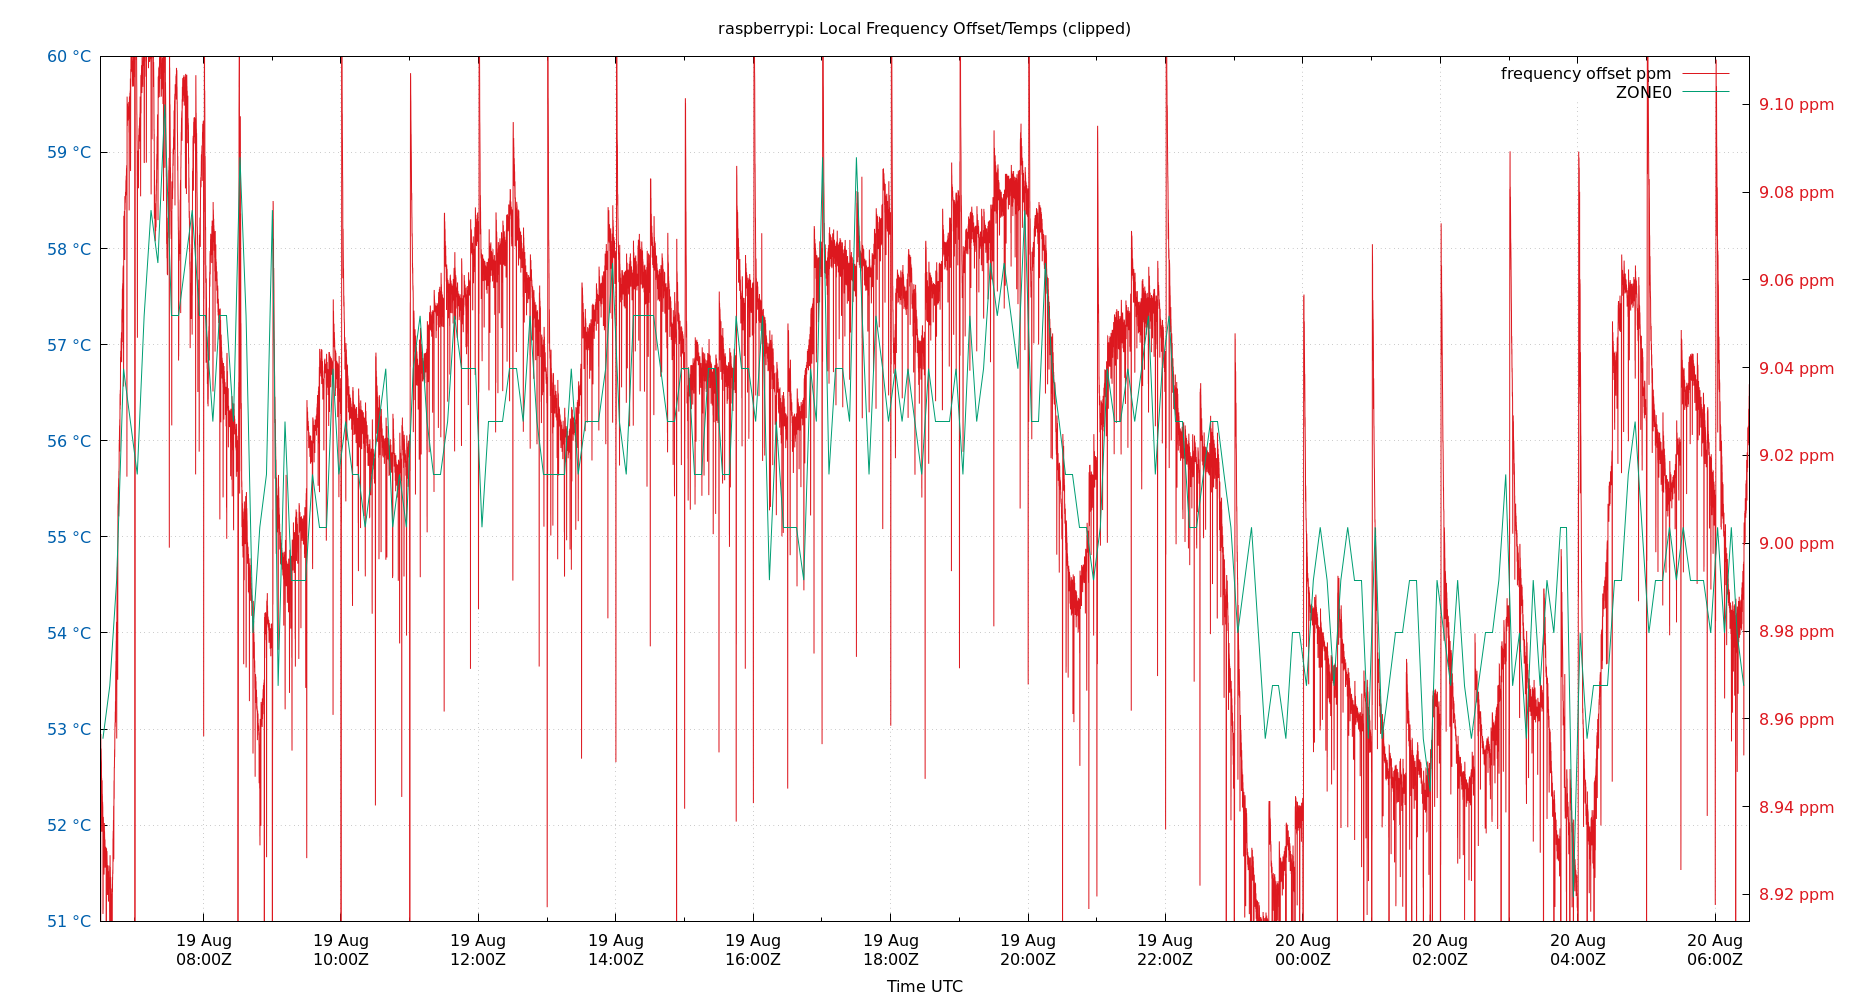 raspberrypi: Local Frequency Offset/Temps (clipped)
60 °C
59 °C
58 °C
57 °C
56 °C
55 °C
54 °C
53 °C
52 °C
51 °C
frequency offset ppm
ZONE0
9.10 ppm
9.08 ppm
9.06 ppm
9.04 ppm
9.02 ppm
9.00 ppm
8.98 ppm
8.96 ppm
8.94 ppm
8.92 ppm
19 Aug
08:00Z
19 Aug
10:00Z
19 Aug
12:00Z
19 Aug
14:00Z
19 Aug
16:00Z
19 Aug
18:00Z
19 Aug
20:00Z
19 Aug
22:00Z
20 Aug
00:00Z
20 Aug
02:00Z
20 Aug
04:00Z
20 Aug
06:00Z
Time UTC